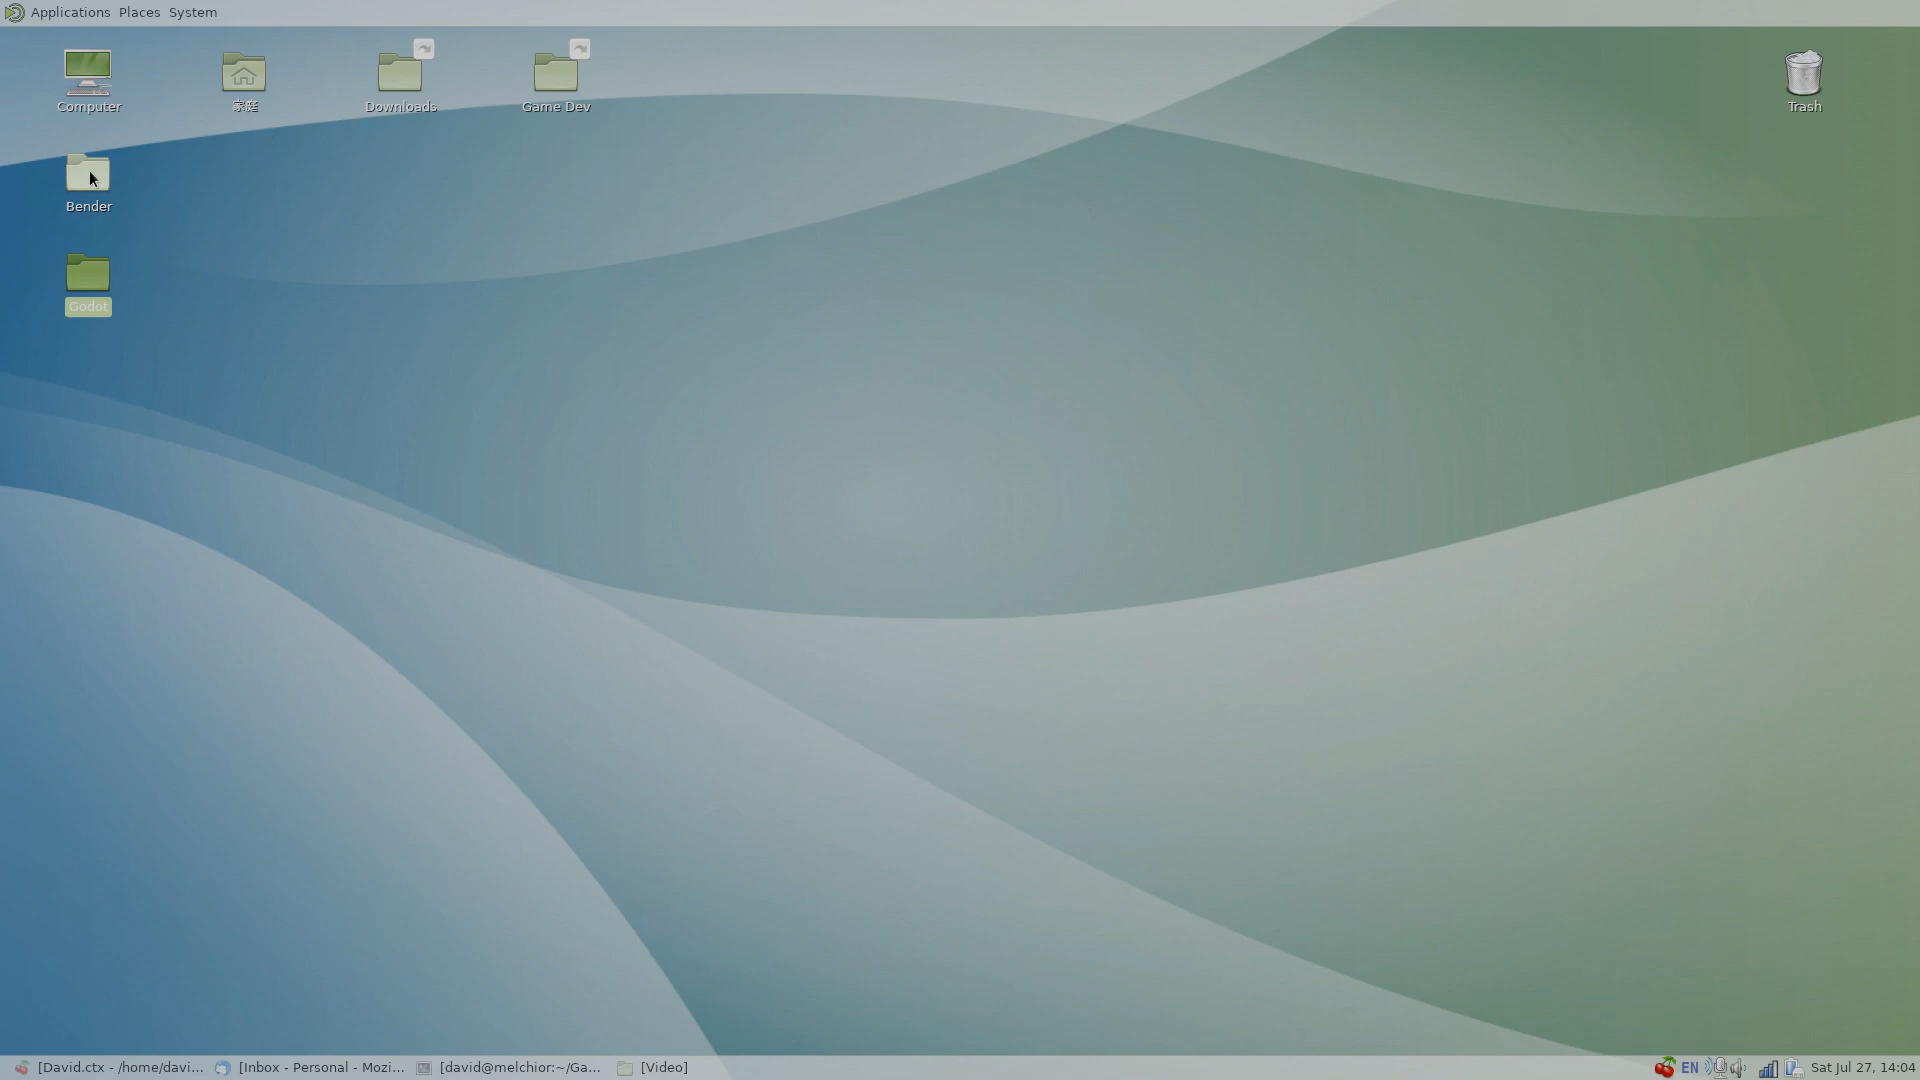 Applications Places System
Computer
家庭
Downloads
Game Dev
Trash
Bender
Godot
[David.ctx - /home/davi...
[Inbox - Personal - Mozi...
[david@melchior:~/Ga...
[Video]
EN
Sat Jul 27, 14:04